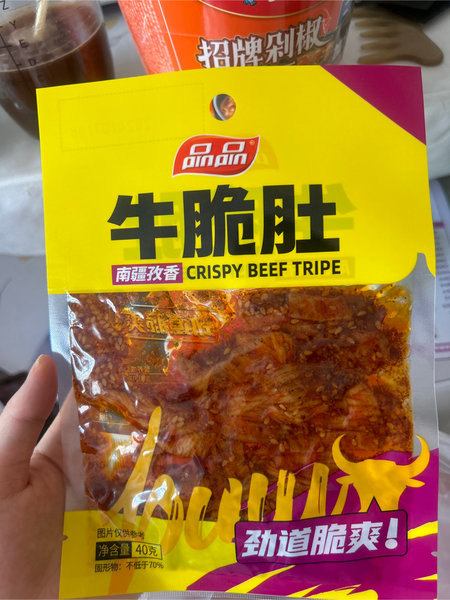 招牌剁椒
品品®
pinpin
牛脆肚
南疆孜香 CRISPY BEEF TRIPE
图片仅供参考
净含量 40克
固形物：不低于70%
劲道脆爽！